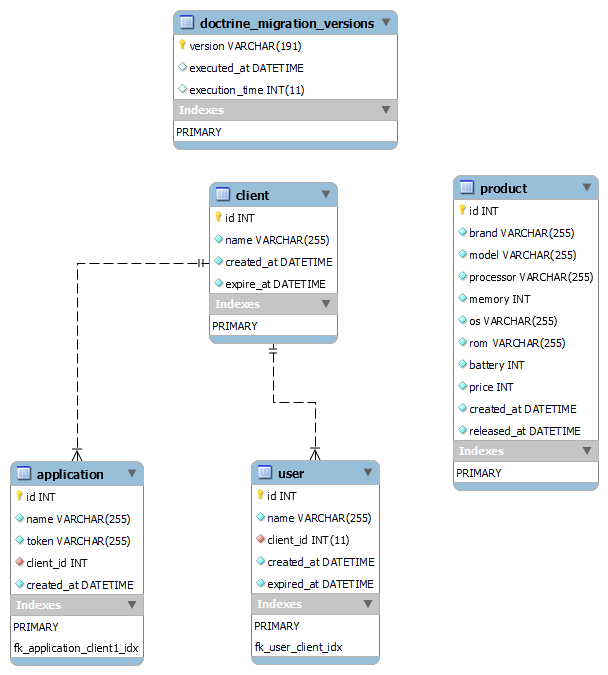 doctrine_migration_versions
version VARCHAR(191)
executed_at DATETIME
execution_time INT(11)
Indexes
PRIMARY
client
id INT
name VARCHAR(255)
created_at DATETIME
expire_at DATETIME
Indexes
PRIMARY
product
id INT
brand VARCHAR(255)
model VARCHAR(255)
processor VARCHAR(255)
memory INT
os VARCHAR(255)
rom VARCHAR(255)
battery INT
price INT
created_at DATETIME
released_at DATETIME
Indexes
PRIMARY
application
id INT
name VARCHAR(255)
token VARCHAR(255)
client_id INT
created_at DATETIME
Indexes
PRIMARY
fk_application_client1_idx
user
id INT
name VARCHAR(255)
client_id INT(11)
created_at DATETIME
expired_at DATETIME
Indexes
PRIMARY
fk_user_client_idx